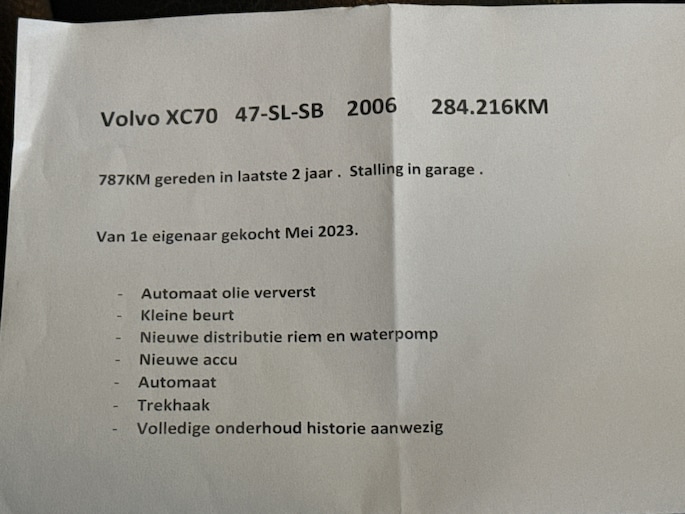 Volvo XC70 47-SL-SB 2006 284.216KM
787KM gereden in laatste 2 jaar . Stalling in garage .
Van 1e eigenaar gekocht Mei 2023.
- Automaat olie ververst
- Kleine beurt
- Nieuwe distributie riem en waterpomp
- Nieuwe accu
- Automaat
- Trekhaak
- Volledige onderhoud historie aanwezig